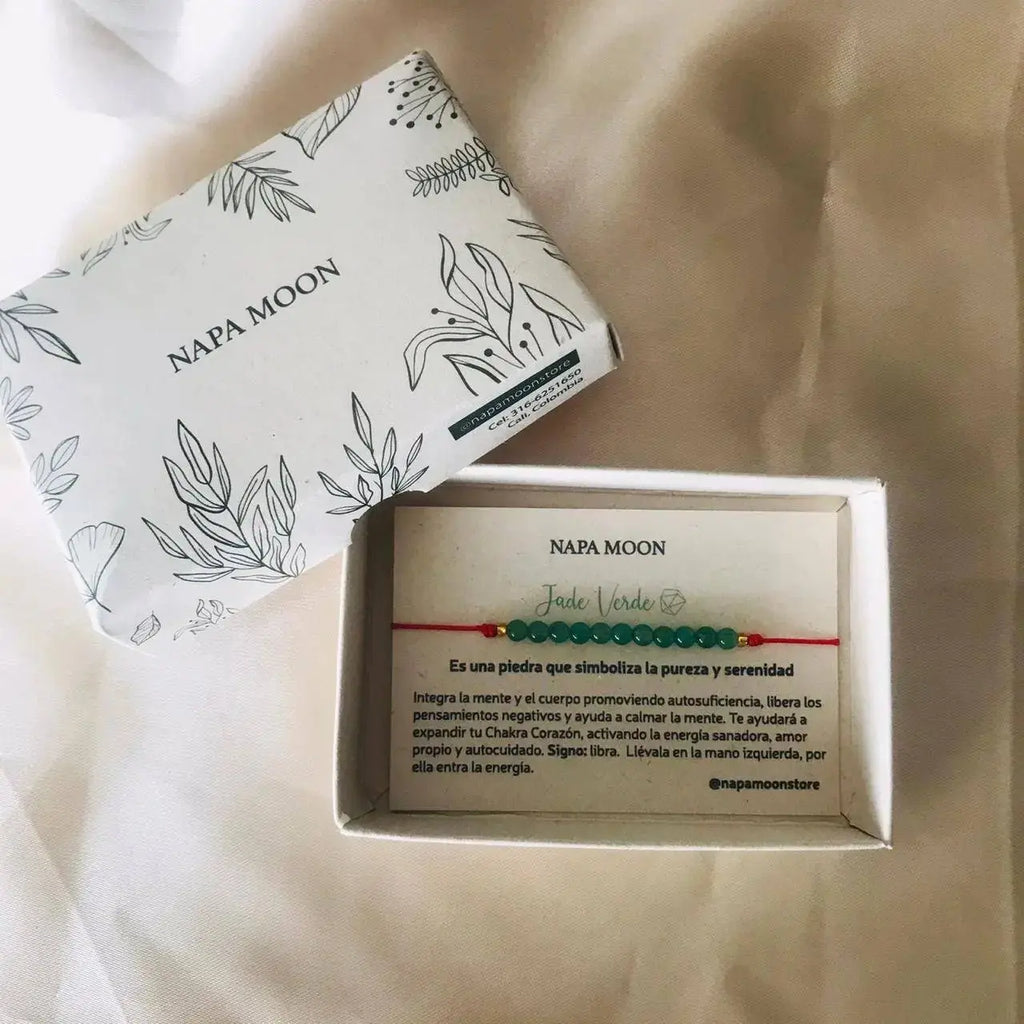 NAPA MOON
@napamoonstore
Cel: 316-6251650
Cali, Colombia
NAPA MOON
Jade Verde
Es una piedra que simboliza la pureza y serenidad
Integra la mente y el cuerpo promoviendo autosuficiencia, libera los
pensamientos negativos y ayuda a calmar la mente. Te ayudará a
expandir tu Chakra Corazón, activando la energía sanadora, amor
propio y autocuidado. Signo: libra. Llévala en la mano izquierda, por
ella entra la energía.
@napamoonstore